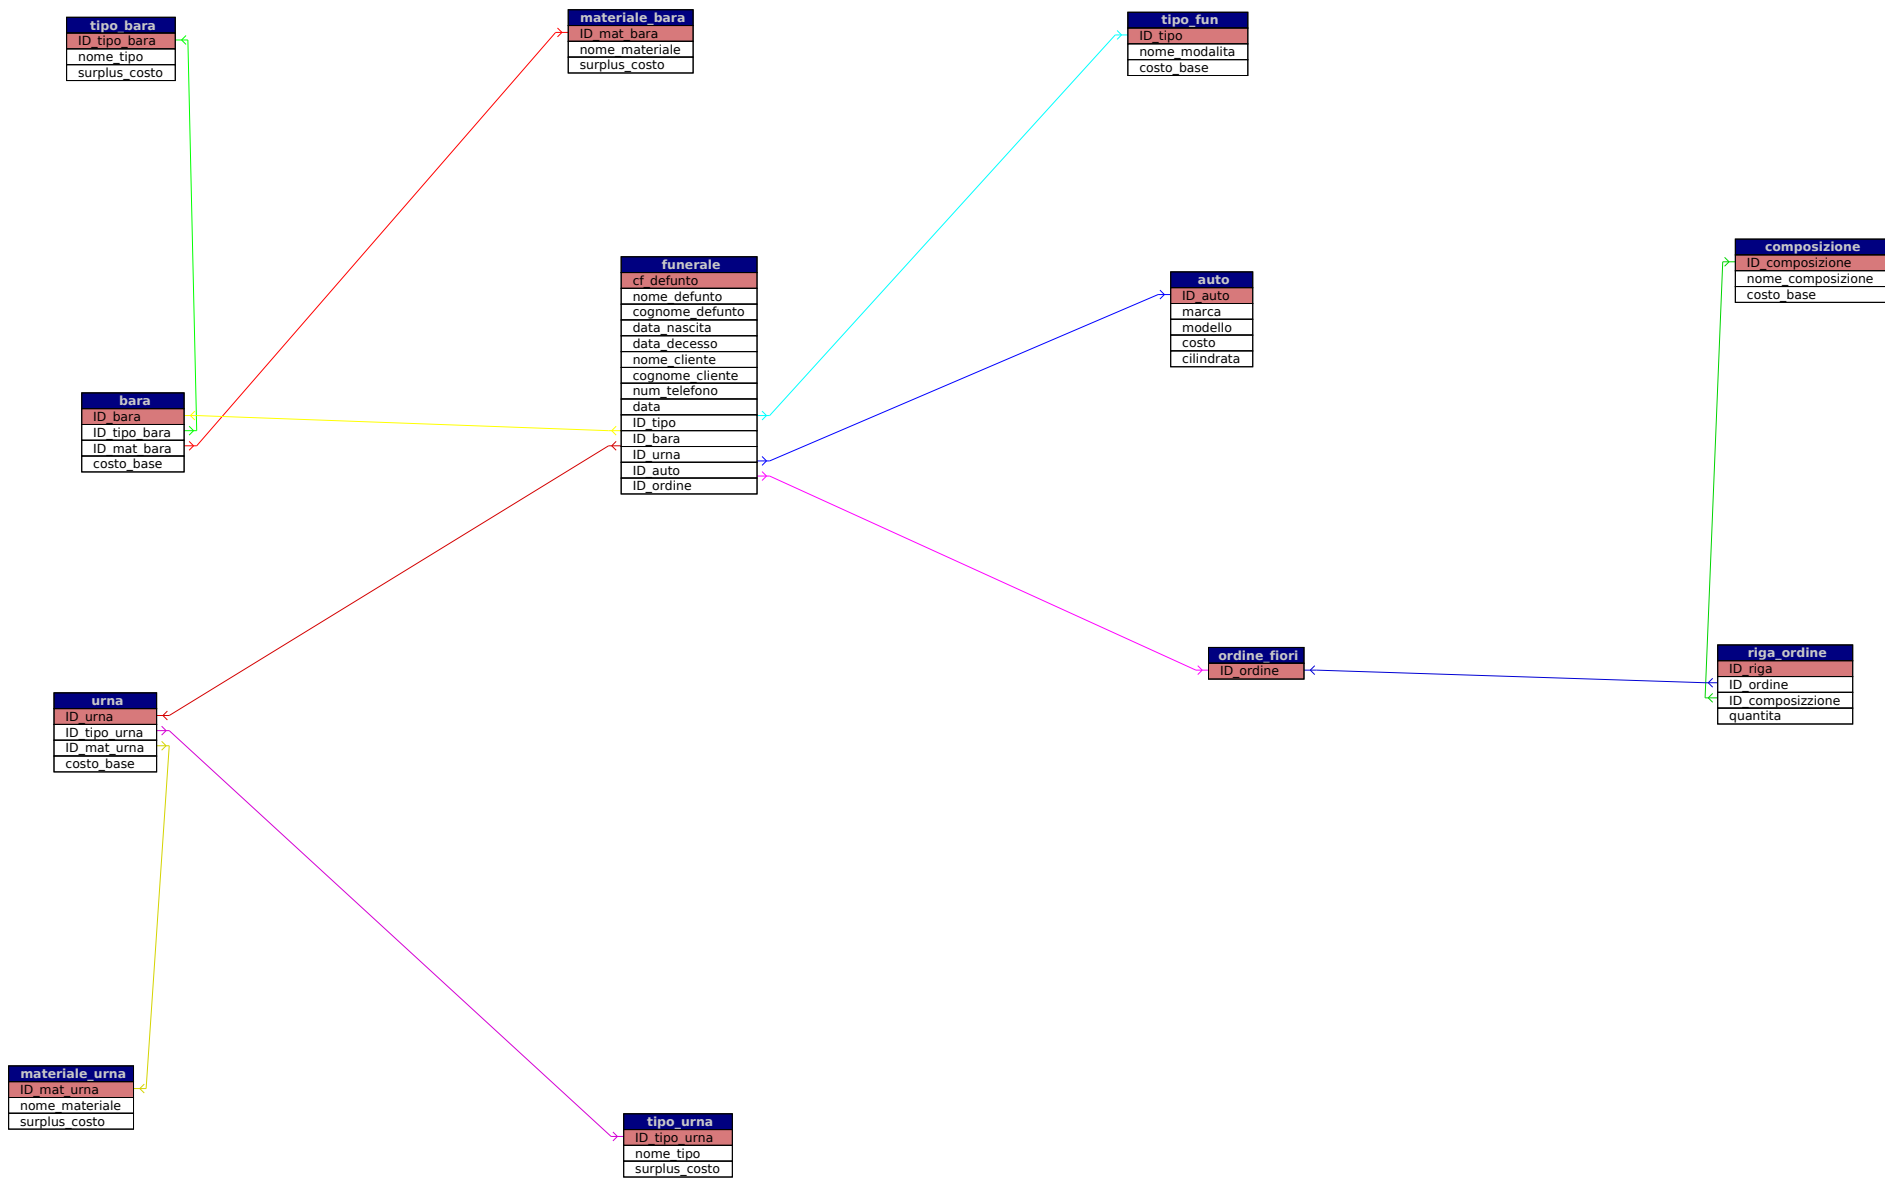 tipo_bara
ID_tipo_bara
nome_tipo
surplus_costo
materiale_bara
ID_mat_bara
nome_materiale
surplus_costo
tipo_fun
ID_tipo
nome_modalita
costo_base
composizione
ID_composizione
nome_composizione
costo_base
funerale
cf_defunto
nome_defunto
cognome_defunto
data_nascita
data_decesso
nome_cliente
cognome_cliente
num_telefono
data
ID_tipo
ID_bara
ID_urna
ID_auto
ID_ordine
auto
ID_auto
marca
modello
costo
cilindrata
bara
ID_bara
ID_tipo_bara
ID_mat_bara
costo_base
ordine_fiori
ID_ordine
riga_ordine
ID_riga
ID_ordine
ID_composizzione
quantita
urna
ID_urna
ID_tipo_urna
ID_mat_urna
costo_base
materiale_urna
ID_mat_urna
nome_materiale
surplus_costo
tipo_urna
ID_tipo_urna
nome_tipo
surplus_costo